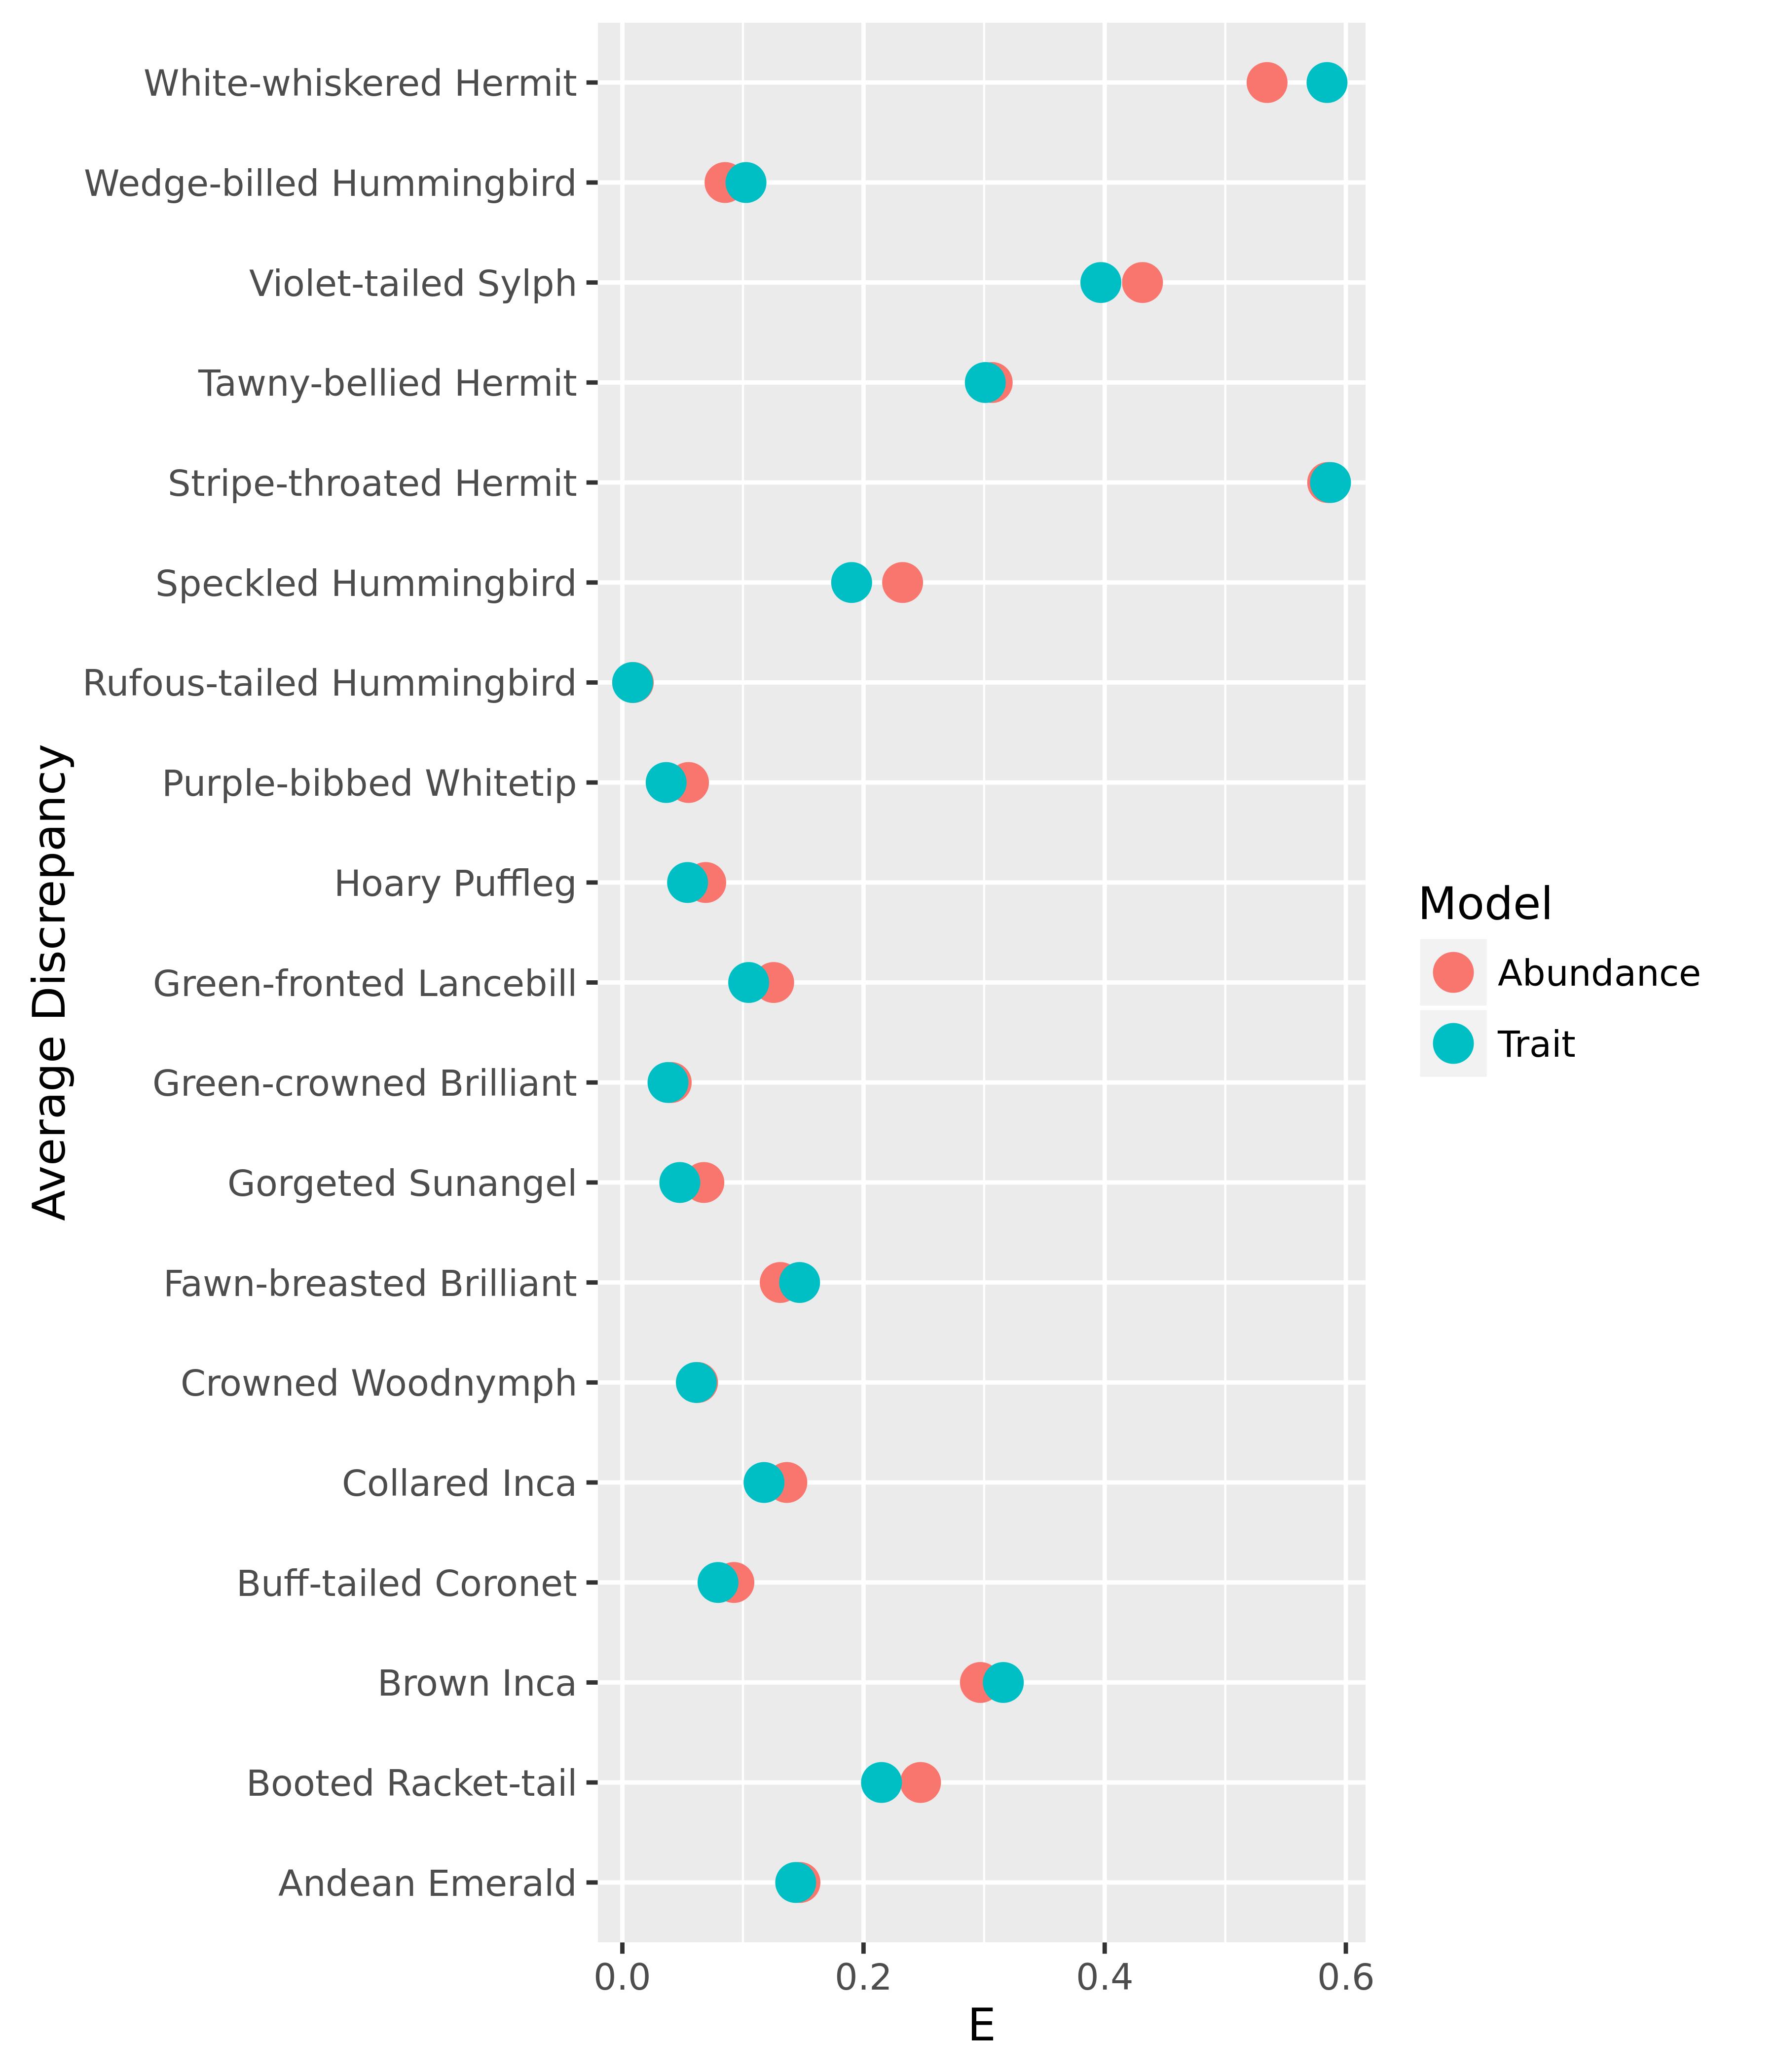 White-whiskered Hermit
Wedge-billed Hummingbird
Violet-tailed Sylph
Tawny-bellied Hermit
Stripe-throated Hermit
Speckled Hummingbird
Rufous-tailed Hummingbird
Purple-bibbed Whitetip
Hoary Puffleg
Green-fronted Lancebill
Green-crowned Brilliant
Gorgeted Sunangel
Fawn-breasted Brilliant
Crowned Woodnymph
Collared Inca
Buff-tailed Coronet
Brown Inca
Booted Racket-tail
Andean Emerald
Average Discrepancy
0.0 0.2 0.4 0.6
E
Model
Abundance
Trait